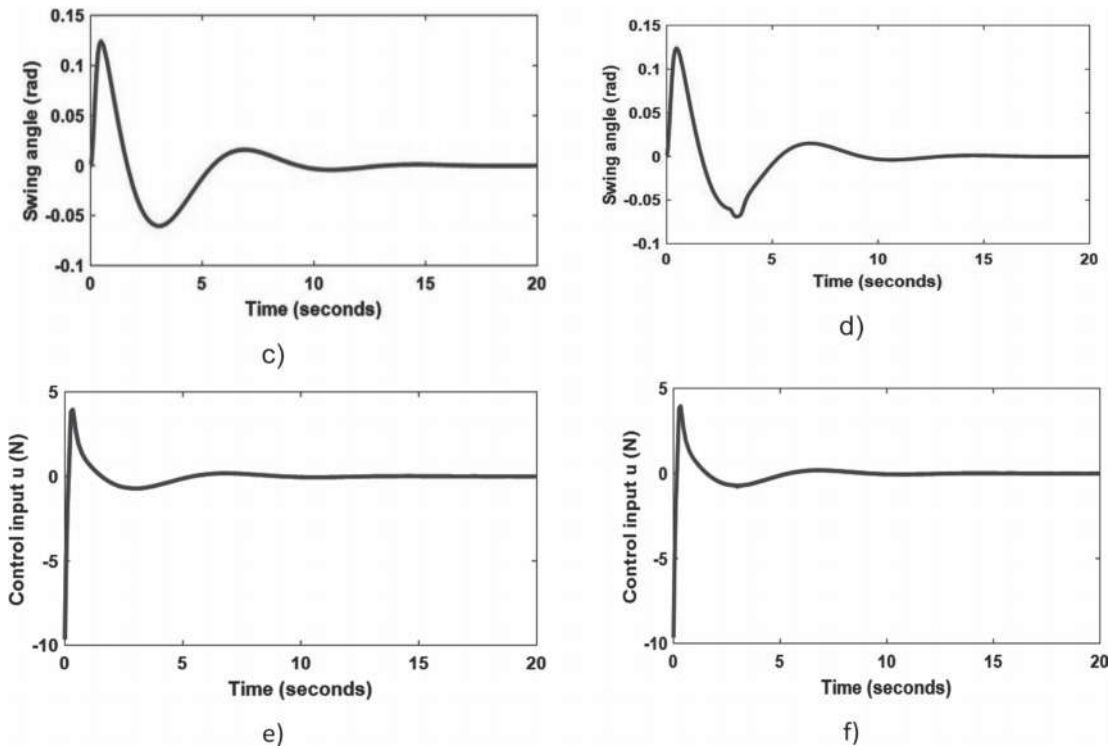 0.15
0.1
0.05
0
-0.05
-0.1
Swing angle (rad)
0 5 10 15 20
Time (seconds)
c)
0.15
0.1
0.05
0
-0.05
-0.1
Swing angle (rad)
0 5 10 15 20
Time (seconds)
d)
5
0
-5
-10
Control input u (N)
0 5 10 15 20
Time (seconds)
e)
5
0
-5
-10
Control input u (N)
0 5 10 15 20
Time (seconds)
f)